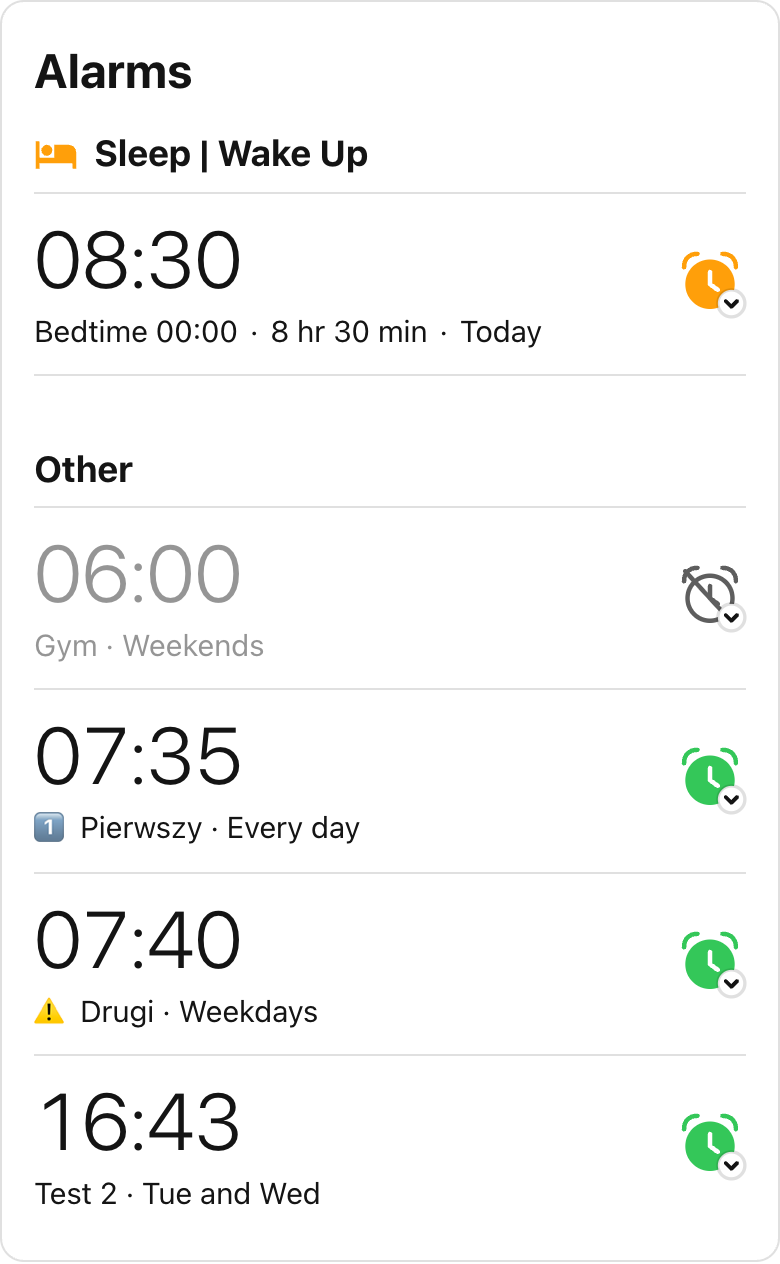 Alarms
Sleep | Wake Up
08:30
Bedtime 00:00 · 8 hr 30 min · Today
Other
06:00
Gym · Weekends
07:35
1️⃣ Pierwszy · Every day
07:40
⚠️ Drugi · Weekdays
16:43
Test 2 · Tue and Wed